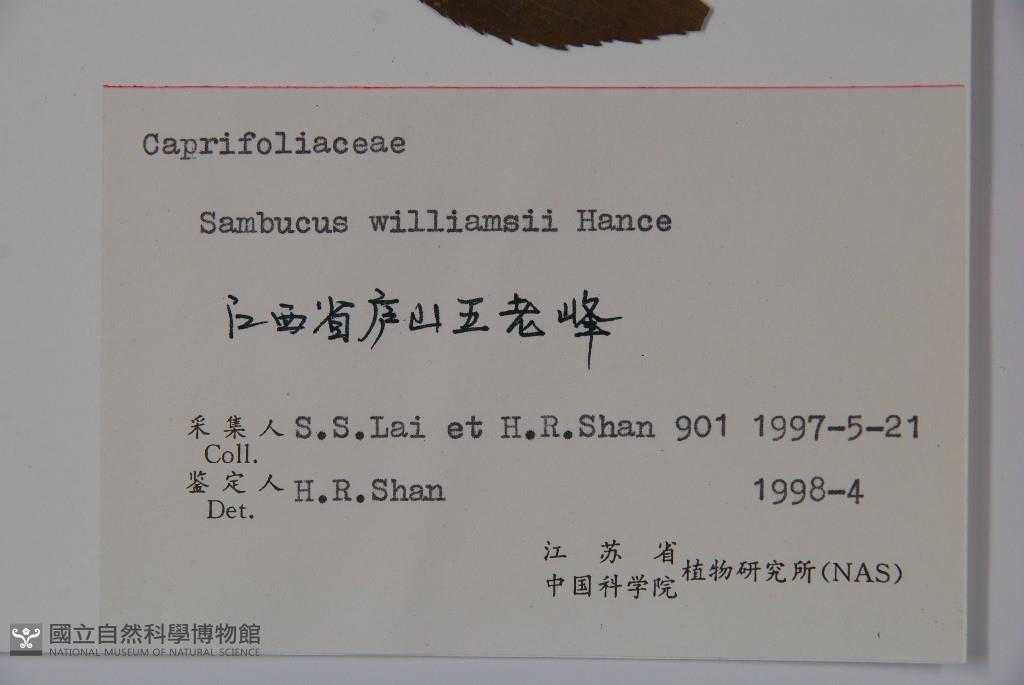 Caprifoliaceae
Sambucus williamsii Hance
江西省庐山五老峰
采集人 S.S.Lai et H.R.Shan 901 1997-5-21
Coll.
鉴定人 H.R.Shan 1998-4
Det.
江苏省
中国科学院 植物研究所(NAS)
國立自然科學博物館
NATIONAL MUSEUM OF NATURAL SCIENCE